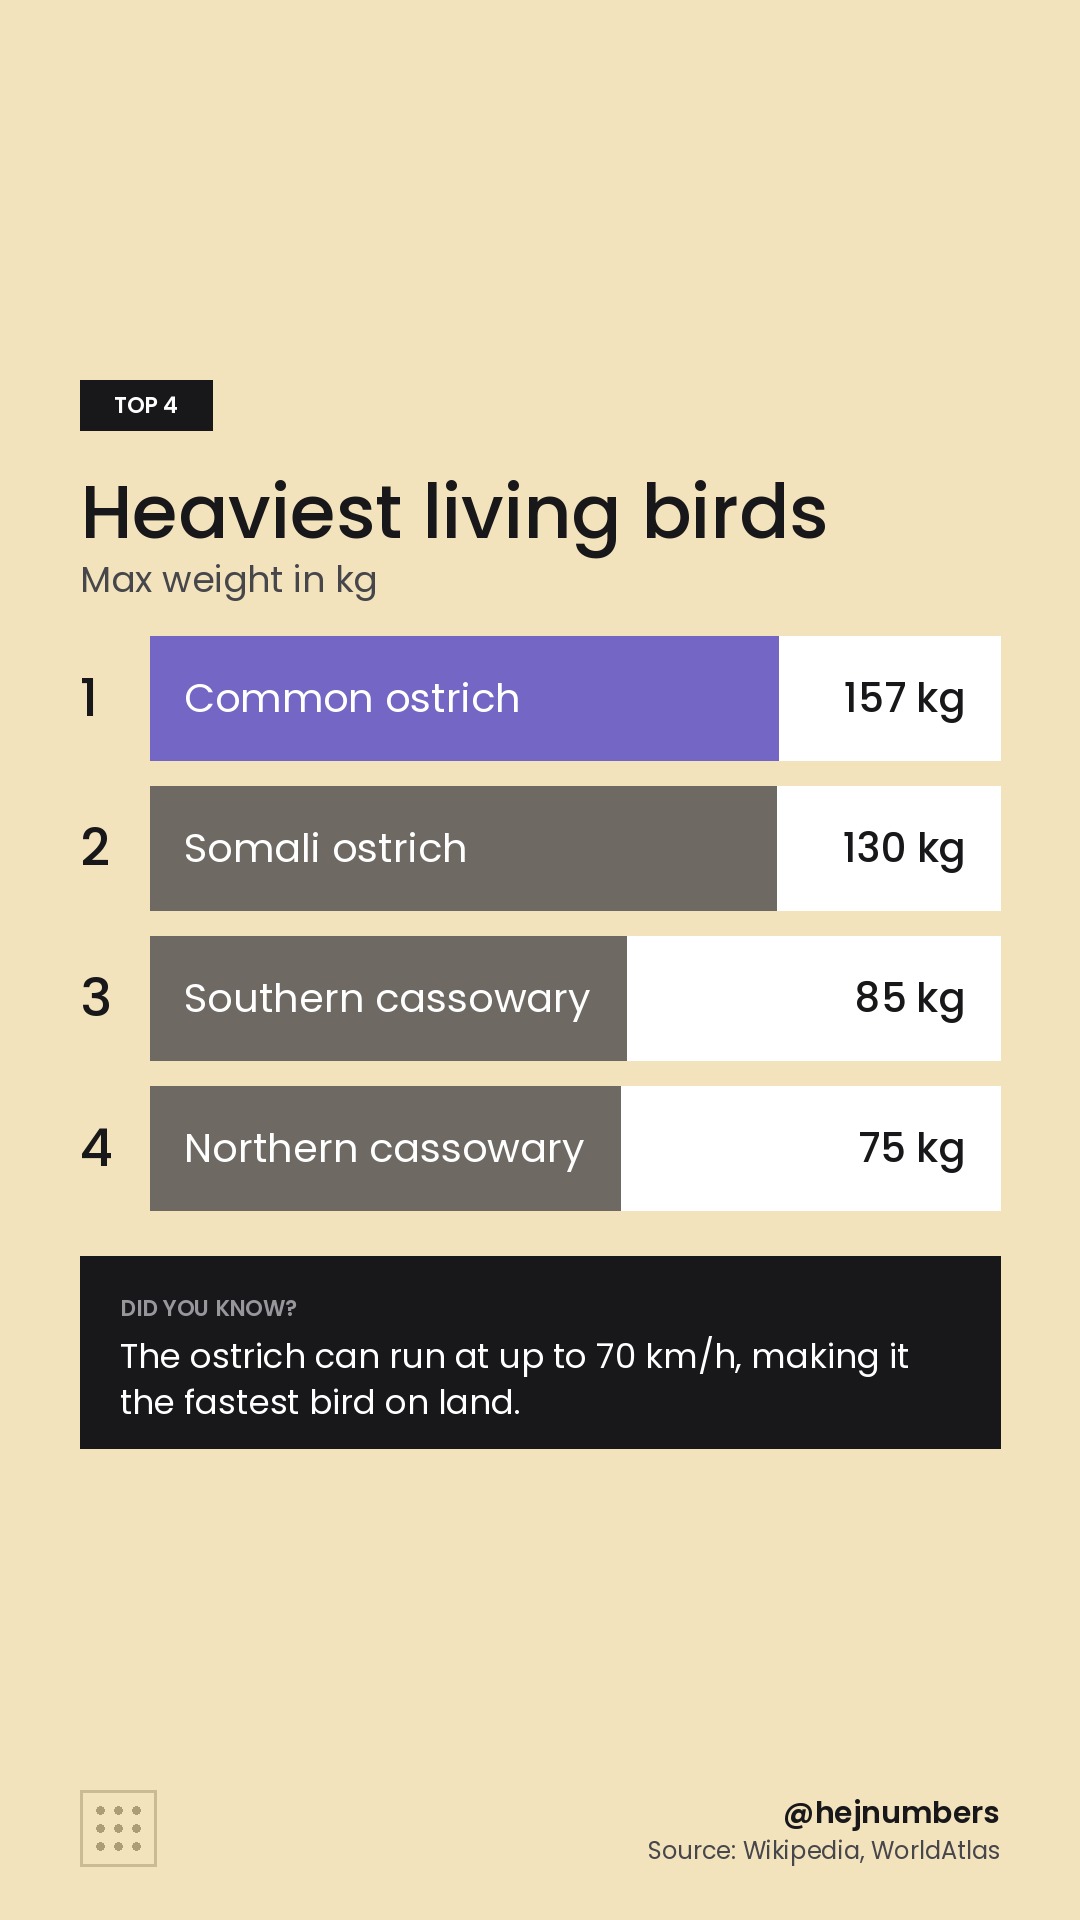 TOP 4
Heaviest living birds
Max weight in kg
1 Common ostrich 157 kg
2 Somali ostrich 130 kg
3 Southern cassowary 85 kg
4 Northern cassowary 75 kg
DID YOU KNOW?
The ostrich can run at up to 70 km/h, making it
the fastest bird on land.
@hejnumbers
Source: Wikipedia, WorldAtlas